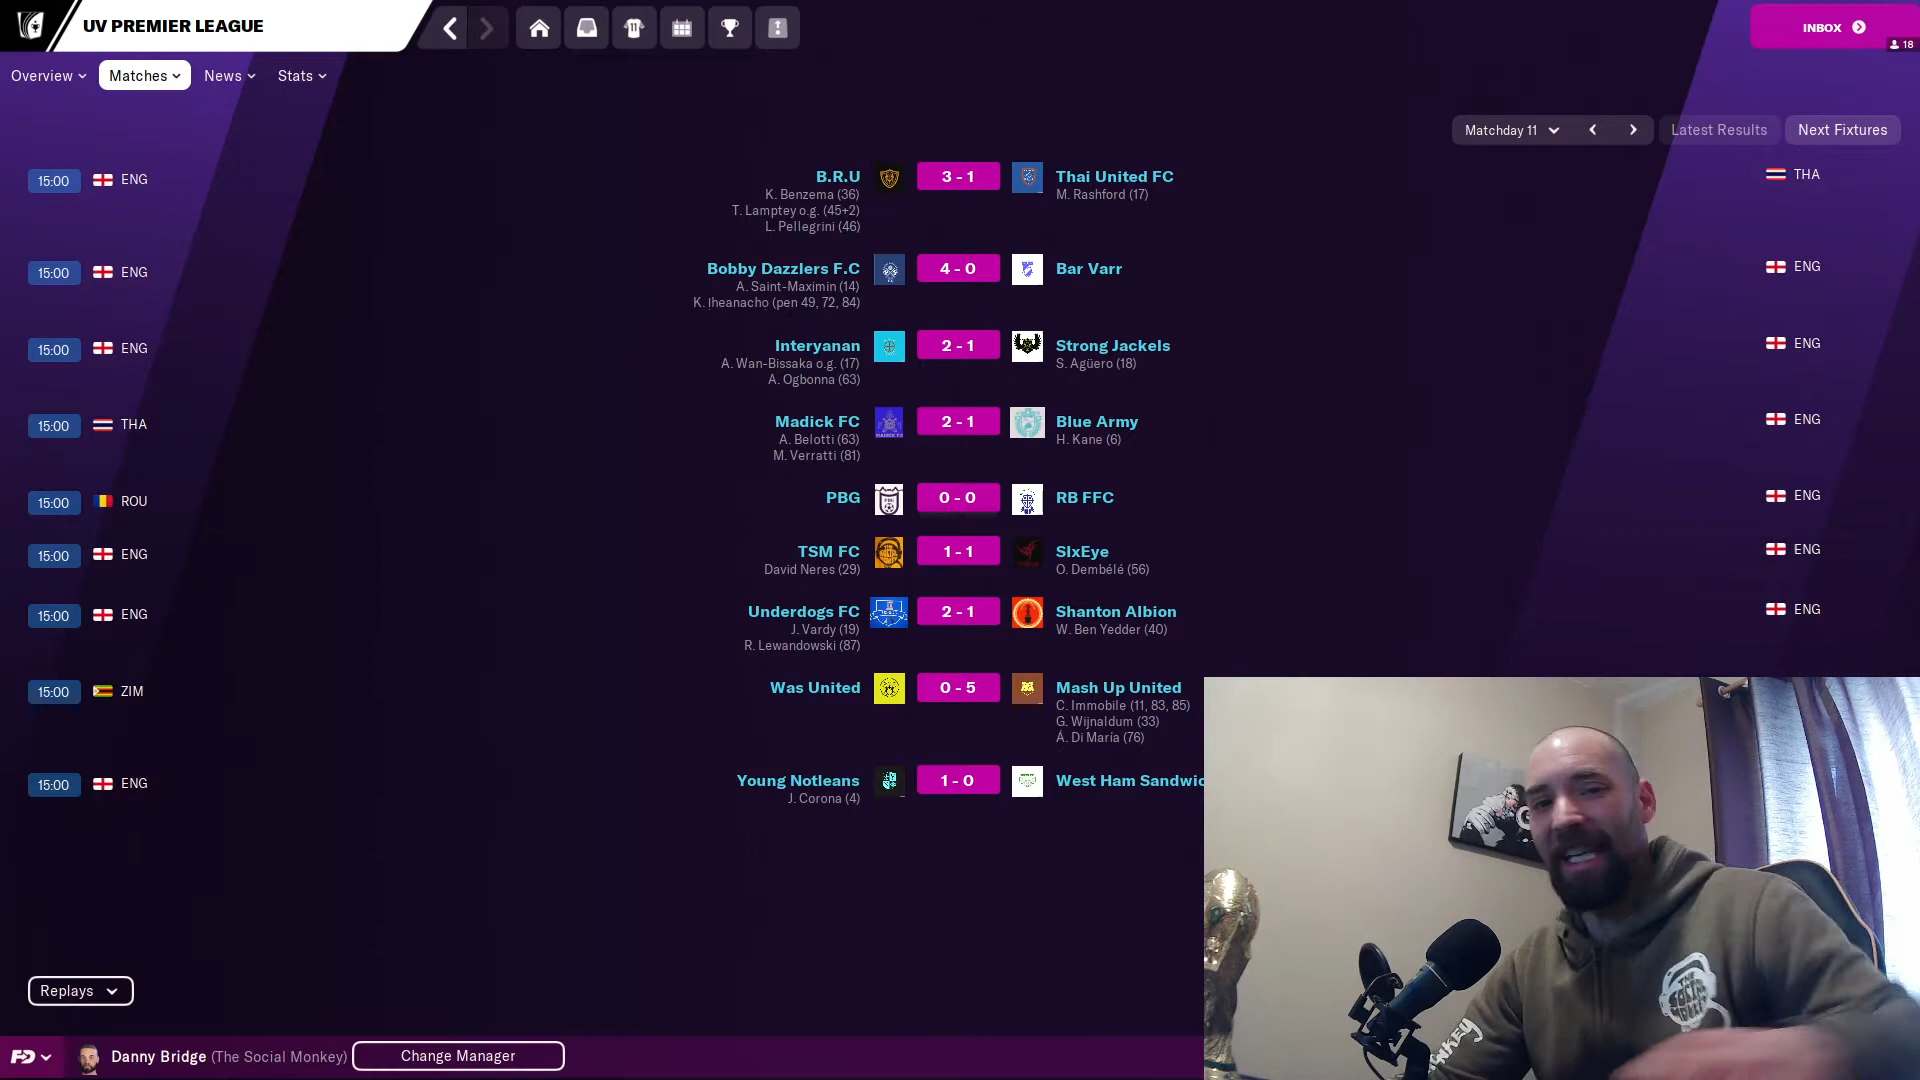 UV PREMIER LEAGUE
INBOX
18
Overview Matches News Stats
Matchday 11 Latest Results Next Fixtures
15:00 ENG B.R.U 3 - 1 Thai United FC THA
K. Benzema (36) M. Rashford (17)
T. Lamptey o.g. (45+2)
L. Pellegrini (46)
15:00 ENG Bobby Dazzlers F.C 4 - 0 Bar Varr ENG
A. Saint-Maximin (14)
K. Iheanacho (pen 49, 72, 84)
15:00 ENG Interyanan 2 - 1 Strong Jackels ENG
A. Wan-Bissaka o.g. (17) S. Agüero (18)
A. Ogbonna (63)
15:00 THA Madick FC 2 - 1 Blue Army ENG
A. Belotti (63) H. Kane (6)
M. Verratti (81)
15:00 ROU PBG 0 - 0 RB FFC ENG
15:00 ENG TSM FC 1 - 1 SIxEye ENG
David Neres (29) O. Dembélé (56)
15:00 ENG Underdogs FC 2 - 1 Shanton Albion ENG
J. Vardy (19) W. Ben Yedder (40)
R. Lewandowski (87)
15:00 ZIM Was United 0 - 5 Mash Up United
C. Immobile (11, 83, 85)
G. Wijnaldum (33)
Á. Di María (76)
15:00 ENG Young Notleans 1 - 0 West Ham Sandwic
J. Corona (4)
THE SOCIAL MONKEY
Replays
FD Danny Bridge (The Social Monkey) Change Manager